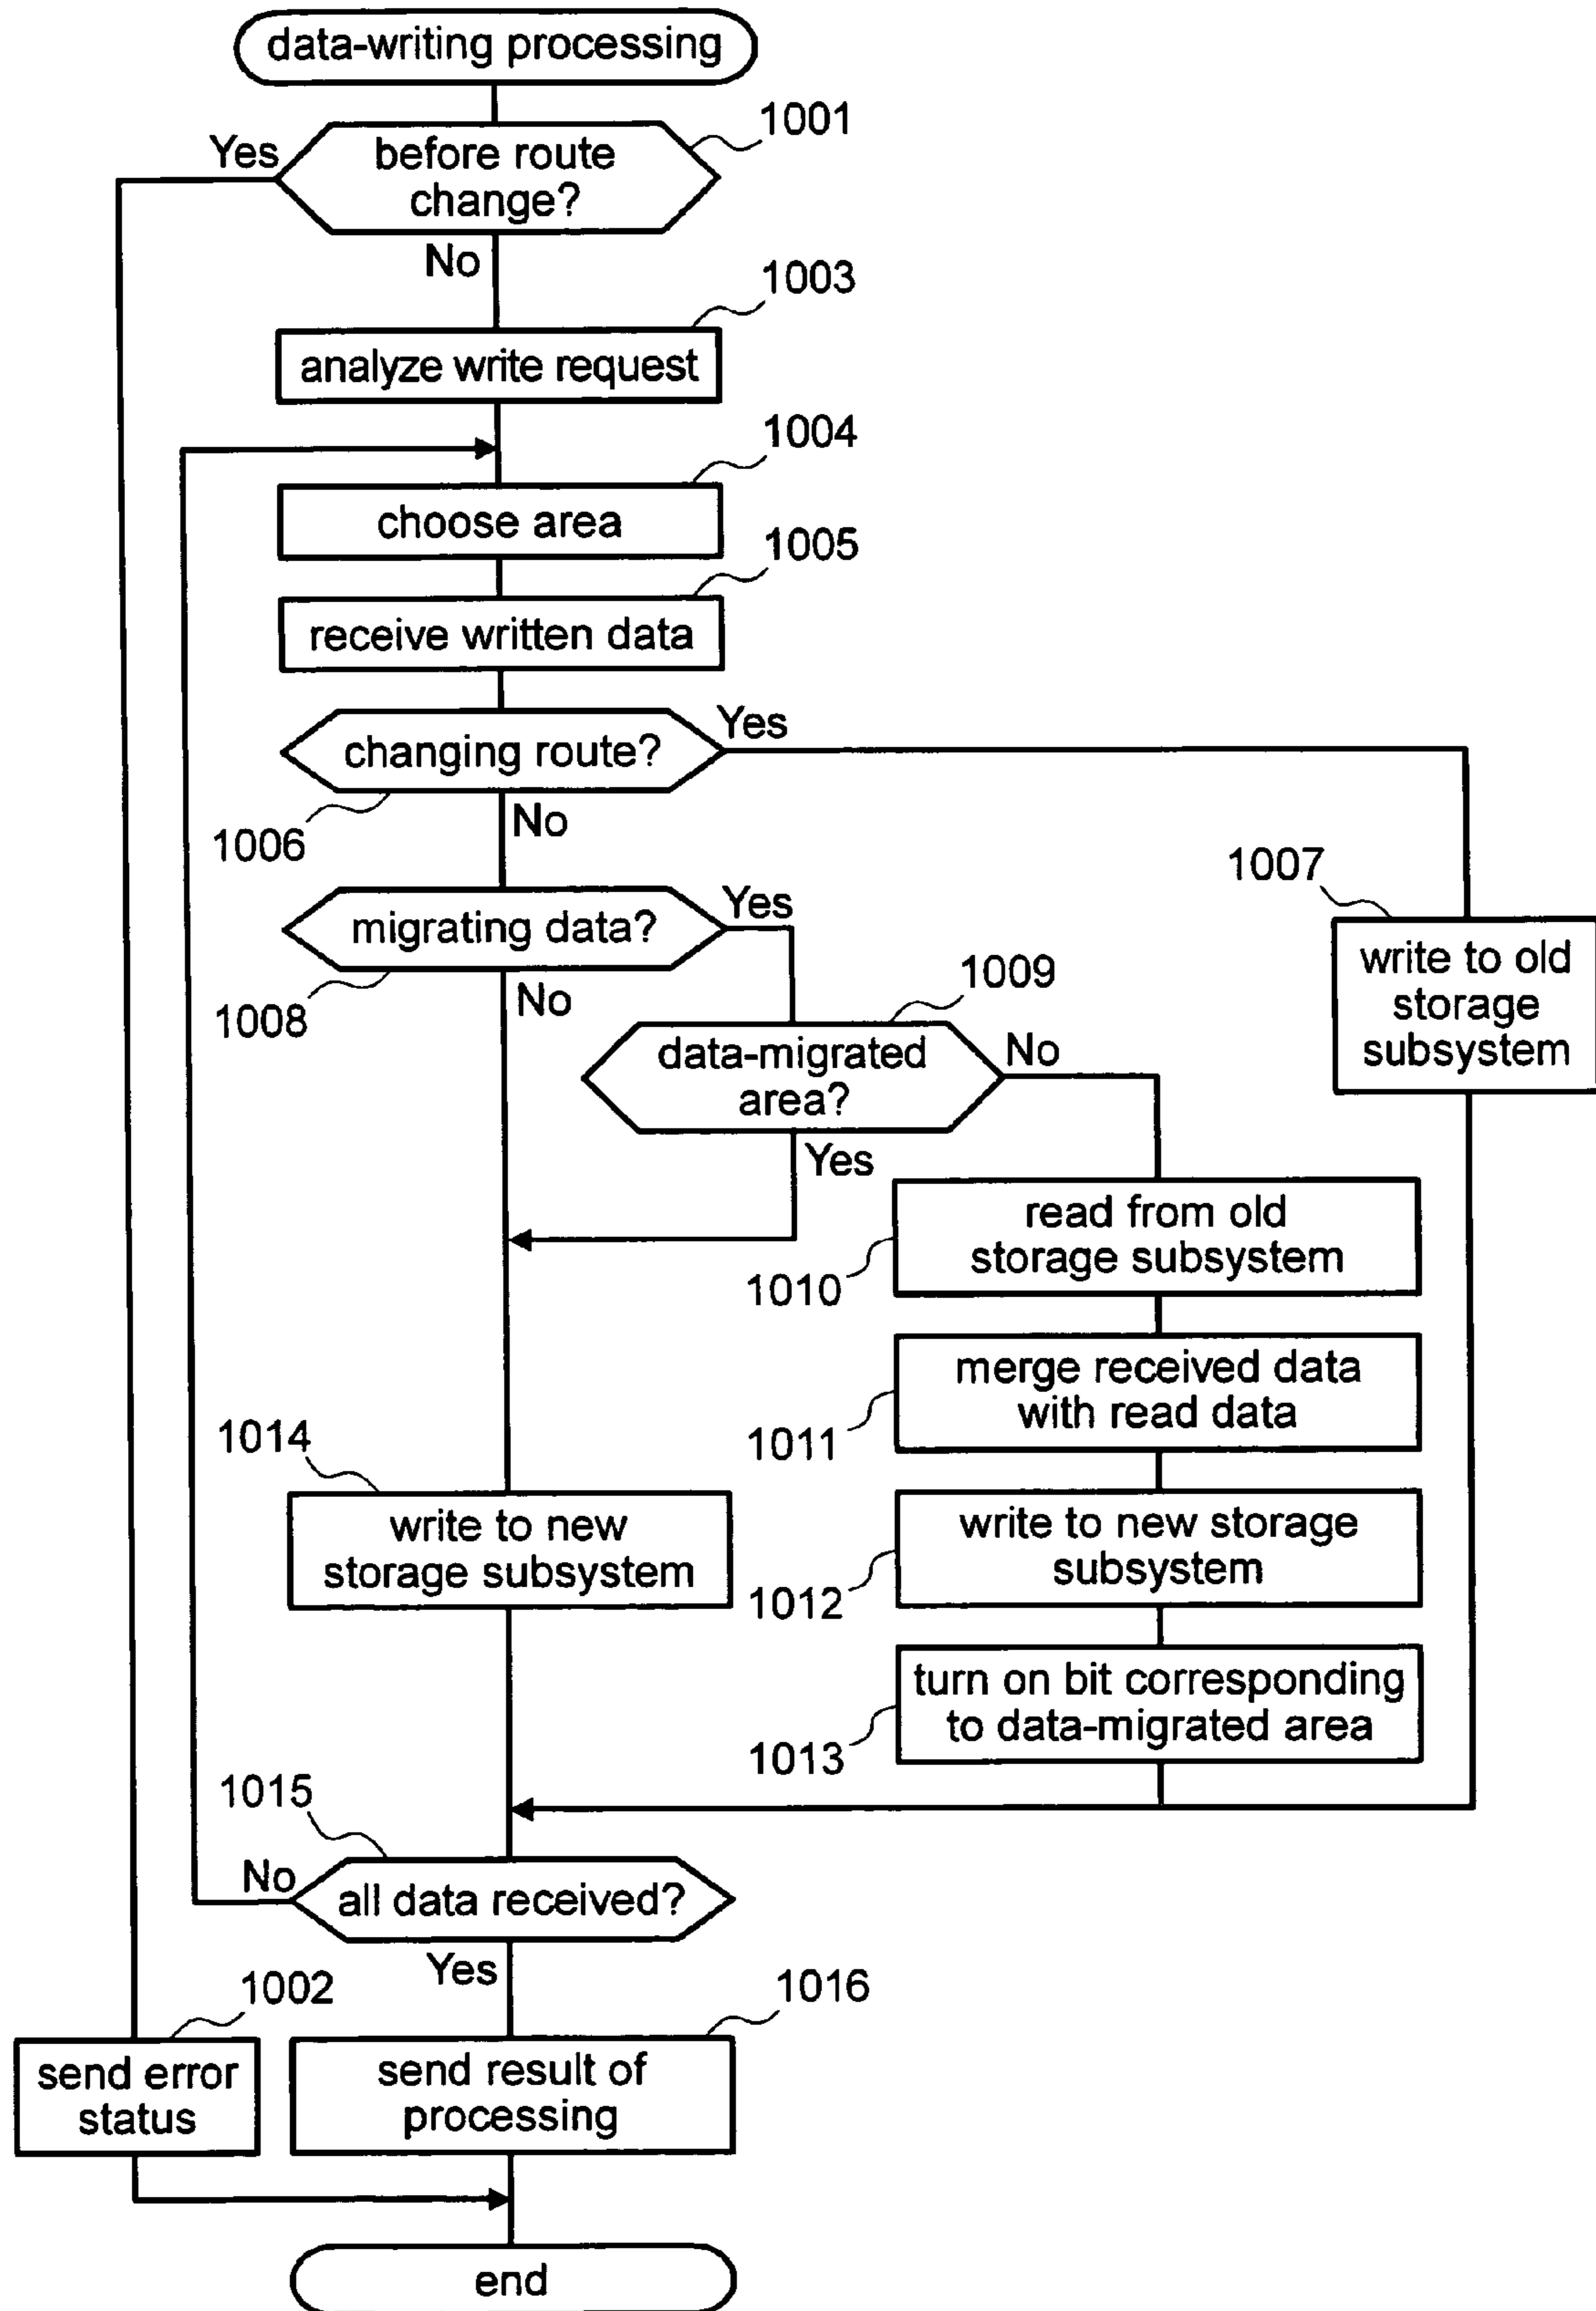 data-writing processing
1001
Yes
before route
change?
No
1003
analyze write request
1004
choose area
1005
receive written data
Yes
changing route?
1006
No
1007
write to old
storage
subsystem
Yes
migrating data?
1008
No
1009
data-migrated
area?
No
Yes
read from old
storage subsystem
1010
merge received data
with read data
1011
1014
write to new
storage subsystem
write to new storage
subsystem
1012
turn on bit corresponding
to data-migrated area
1013
1015
No
all data received?
Yes
1002
1016
send error
status
send result of
processing
end